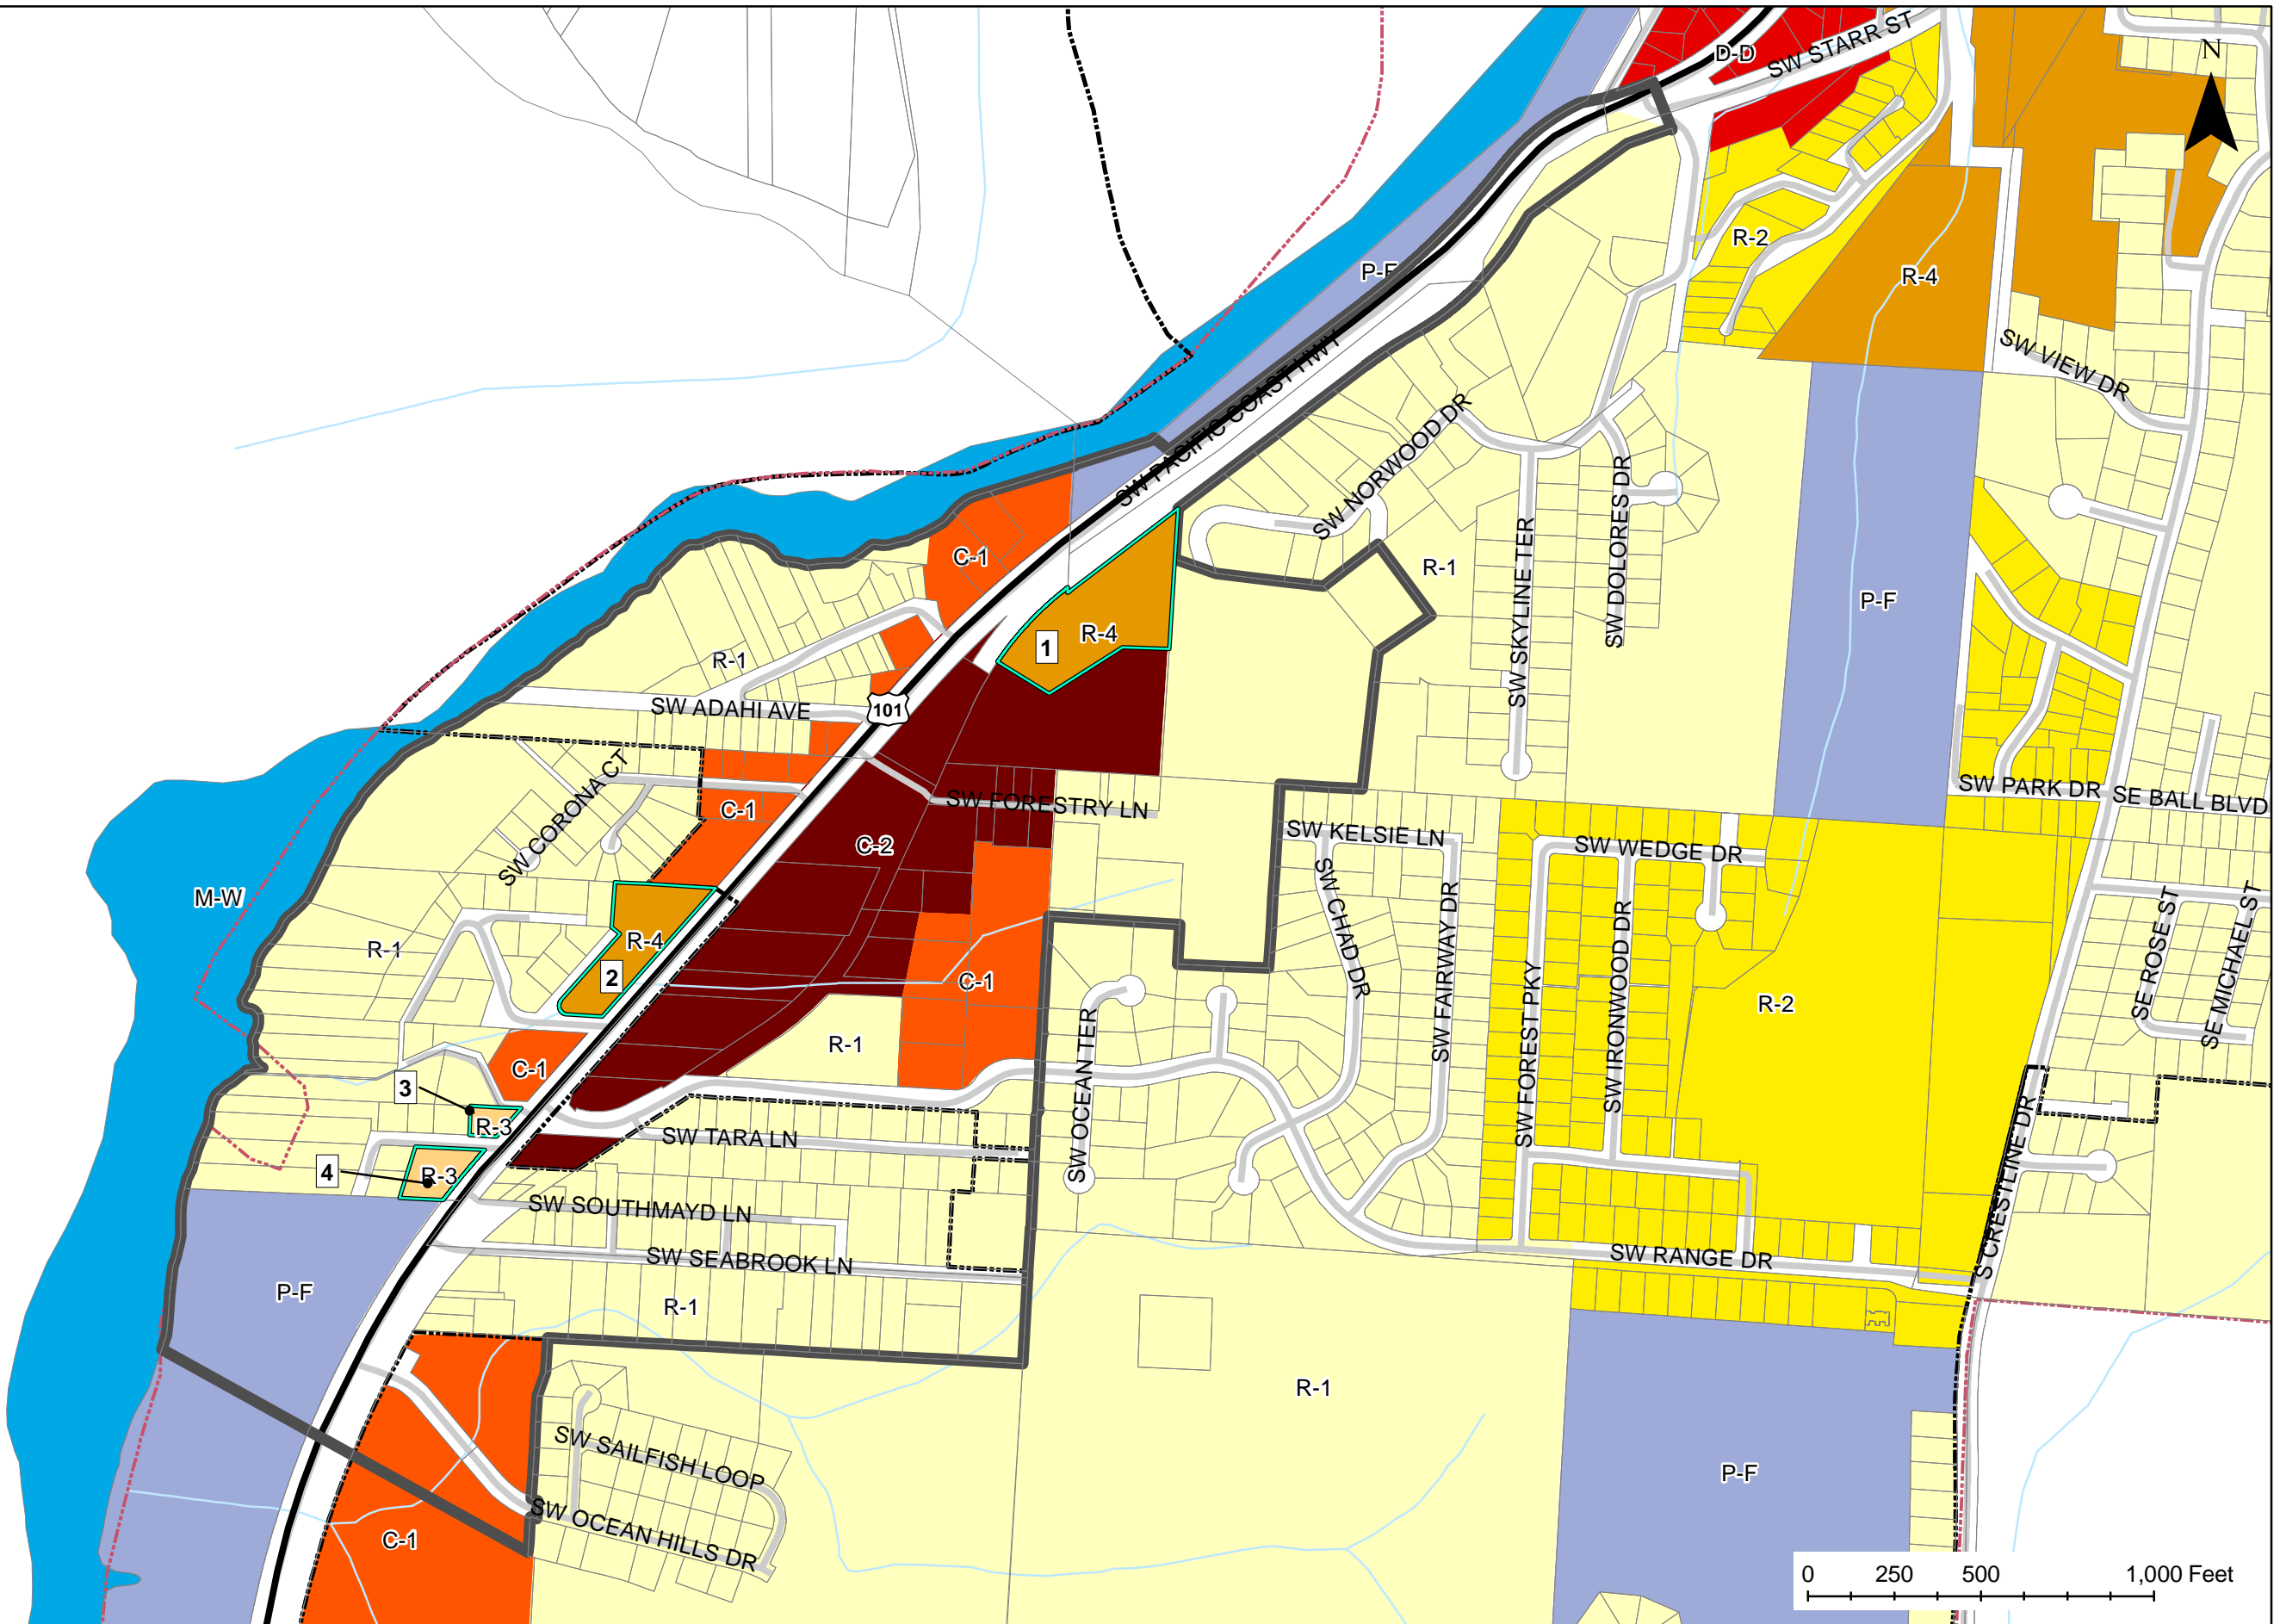 SW STARR ST
D-D
N
R-2
P-F
R-4
SW PACIFIC COAST HWY
SW VIEW DR
SW NORWOOD DR
SW DOLORES DR
SW SKYLINE TER
C-1
R-1
P-F
1
R-4
R-1
SW ADAHI AVE
101
SW CORONA CT
C-1
SW FORESTRY LN
SW PARK DR
SE BALL BLVD
C-2
SW KELSIE LN
SW WEDGE DR
M-W
SW CHAD DR
SW FAIRWAY DR
SW IRONWOOD DR
SE ROSE ST
SE MICHAEL ST
R-1
R-4
2
C-1
R-2
SW OCEAN TER
SW FOREST PKY
R-1
C-1
3
R-3
SW TARA LN
S CRESTLINE DR
4
R-3
SW SOUTHMAYD LN
SW SEABROOK LN
SW RANGE DR
P-F
R-1
R-1
SW SAILFISH LOOP
P-F
SW OCEAN HILLS DR
C-1
0 250 500 1,000 Feet